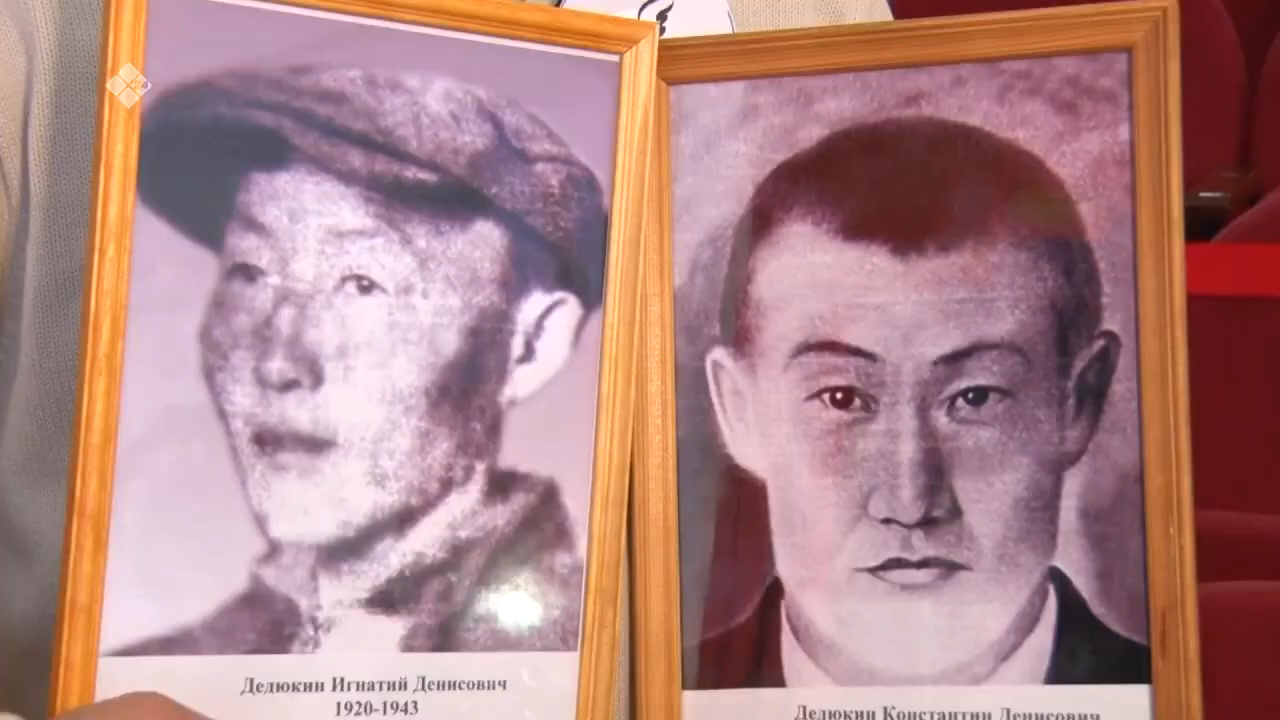 Дедюкин Игнатий Денисович
1920-1943
Дедюкин Константин Денисович